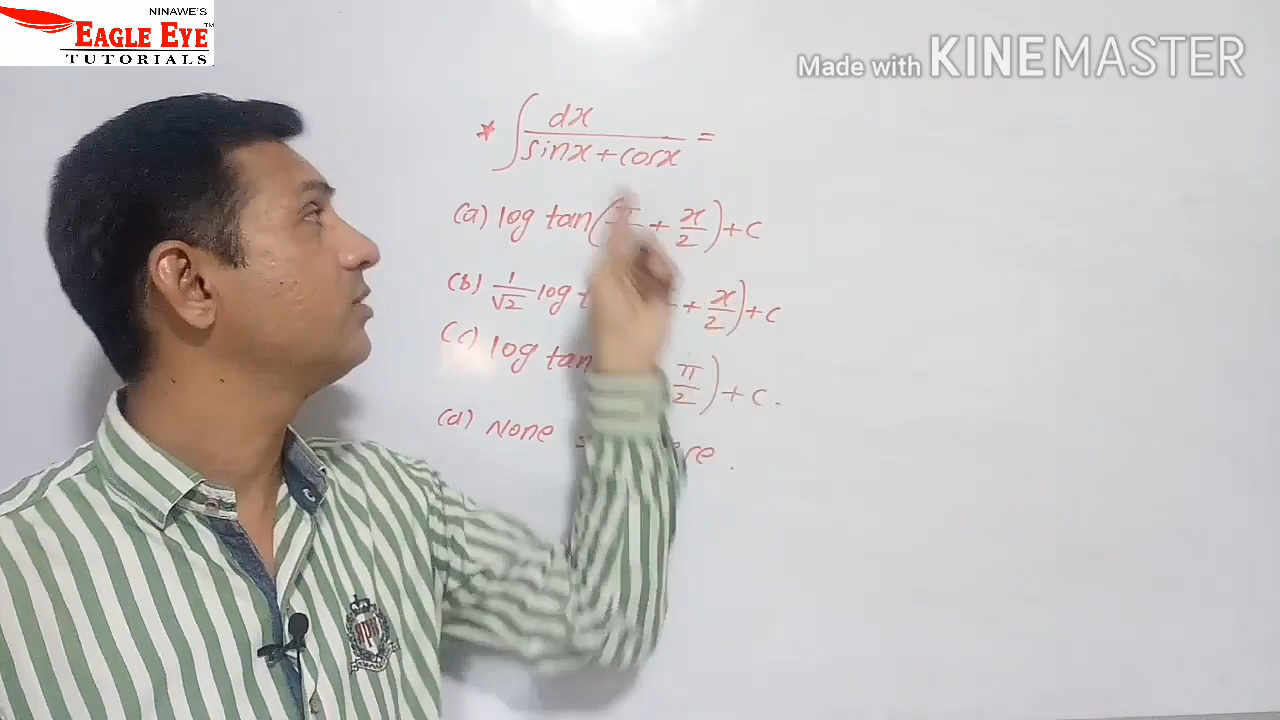 NINAWE'S
EAGLE EYE™
TUTORIALS
Made with KINEMASTER
* ∫ dx / (sinx + cosx) =
(a) log tan(π + x/2) + c
(b) 1/√2 log + x/2) + c
(c) log tan π/2) + c.
(d) None